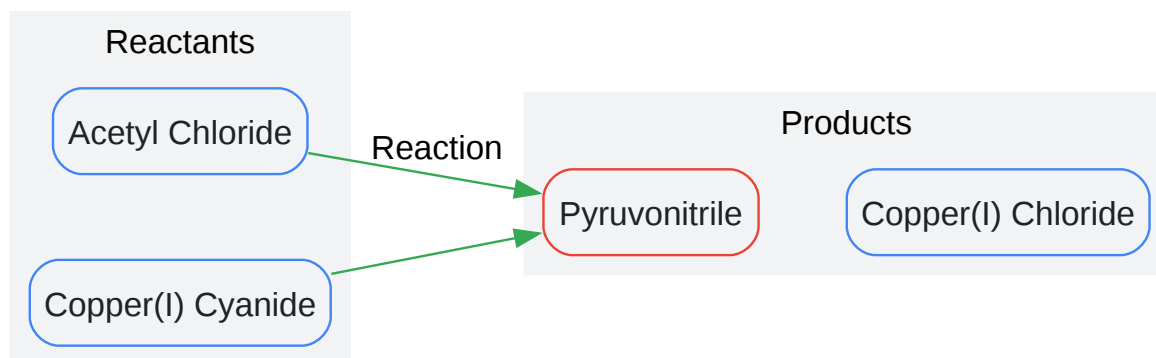 Reactants
Acetyl Chloride
Copper(I) Cyanide
Reaction
Products
Pyruvonitrile
Copper(I) Chloride